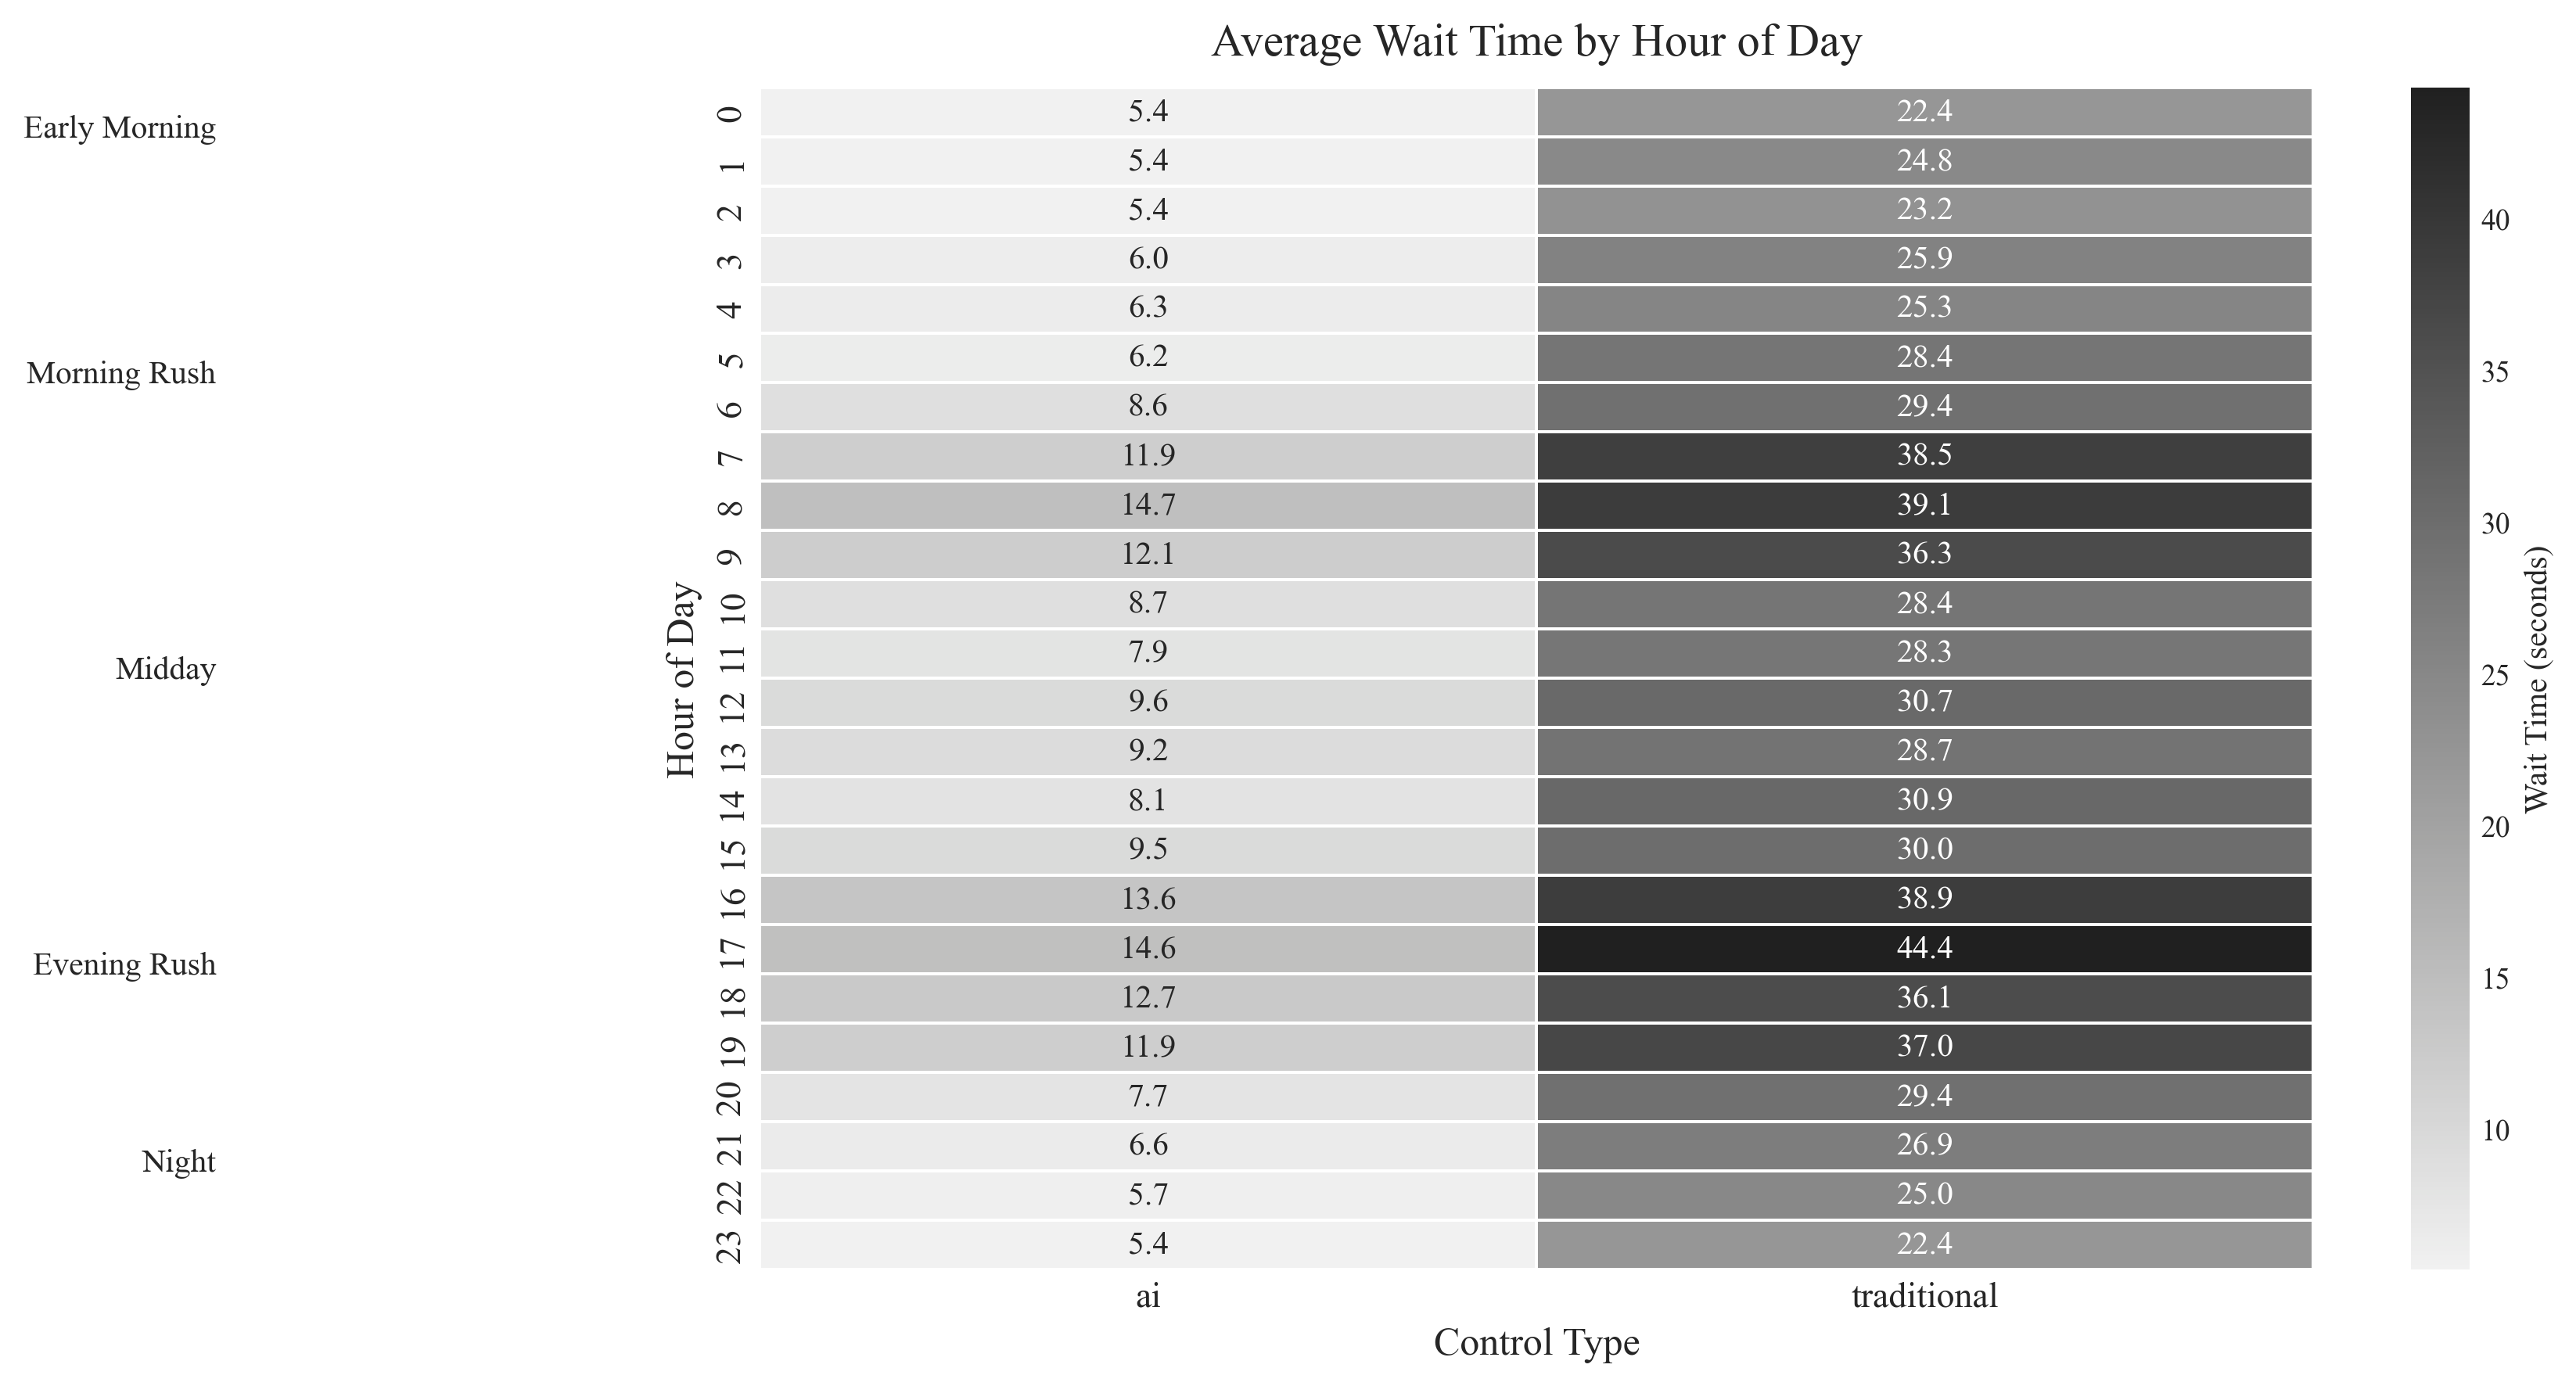 Average Wait Time by Hour of Day
Early Morning
Morning Rush
Midday
Evening Rush
Night
Hour of Day
0 5.4 22.4
1 5.4 24.8
2 5.4 23.2
3 6.0 25.9
4 6.3 25.3
5 6.2 28.4
6 8.6 29.4
7 11.9 38.5
8 14.7 39.1
9 12.1 36.3
10 8.7 28.4
11 7.9 28.3
12 9.6 30.7
13 9.2 28.7
14 8.1 30.9
15 9.5 30.0
16 13.6 38.9
17 14.6 44.4
18 12.7 36.1
19 11.9 37.0
20 7.7 29.4
21 6.6 26.9
22 5.7 25.0
23 5.4 22.4
ai traditional
Control Type
40
35
30
25
20
15
10
Wait Time (seconds)